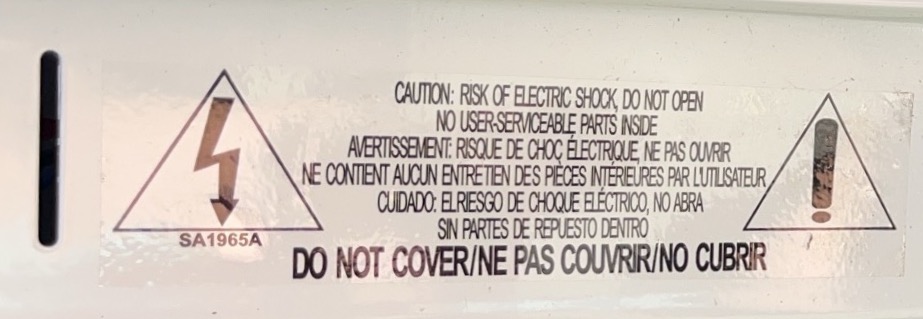 CAUTION: RISK OF ELECTRIC SHOCK, DO NOT OPEN
NO USER-SERVICEABLE PARTS INSIDE
AVERTISSEMENT: RISQUE DE CHOC ÉLECTRIQUE, NE PAS OUVRIR
NE CONTIENT AUCUN ENTRETIEN DES PIÈCES INTÉRIEURES PAR L'UTILISATEUR
CUIDADO: ELRIESGO DE CHOQUE ELÉCTRICO, NO ABRA
SIN PARTES DE REPUESTO DENTRO
SA1965A
DO NOT COVER/NE PAS COUVRIR/NO CUBRIR